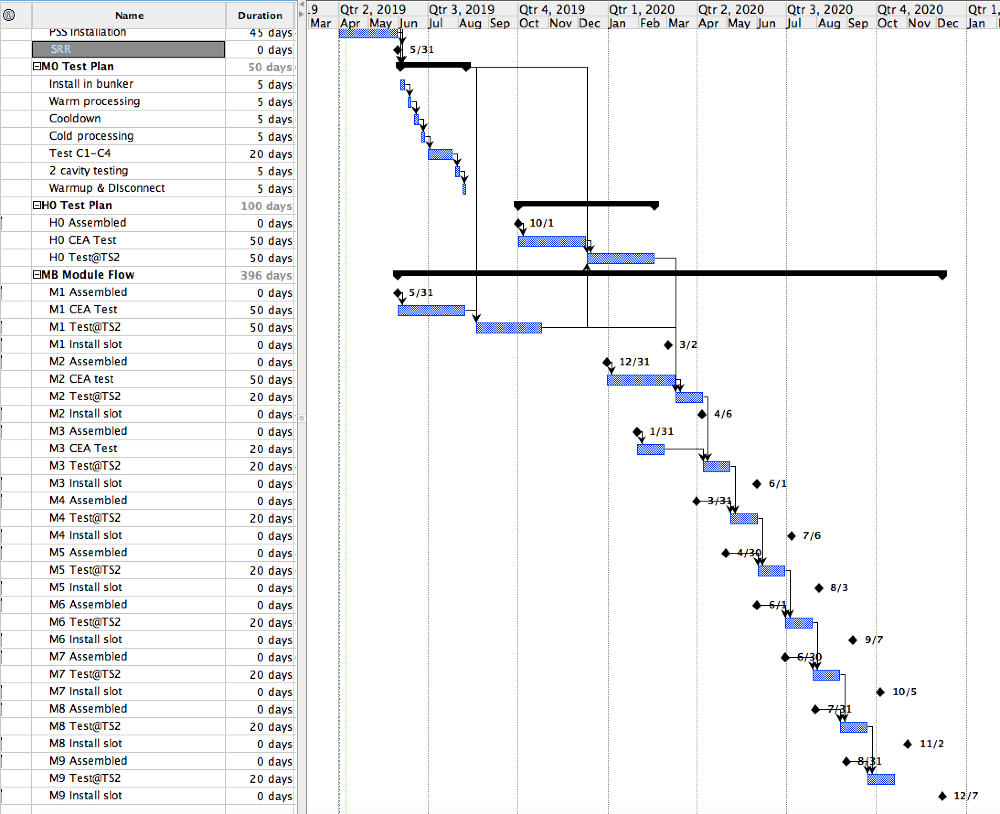 Name Duration .9 Qtr 2, 2019 Qtr 3, 2019 Qtr 4, 2019 Qtr 1, 2020 Qtr 2, 2020 Qtr 3, 2020 Qtr 4, 2020 Qtr 1,
Mar Apr May Jun Jul Aug Sep Oct Nov Dec Jan Feb Mar Apr May Jun Jul Aug Sep Oct Nov Dec Jan
PSS Installation 45 days
SRR 0 days 5/31
M0 Test Plan 50 days
Install in bunker 5 days
Warm processing 5 days
Cooldown 5 days
Cold processing 5 days
Test C1-C4 20 days
2 cavity testing 5 days
Warmup & DIsconnect 5 days
H0 Test Plan 100 days
H0 Assembled 0 days 10/1
H0 CEA Test 50 days
H0 Test@TS2 50 days
MB Module Flow 396 days
M1 Assembled 0 days 5/31
M1 CEA Test 50 days
M1 Test@TS2 50 days
M1 Install slot 0 days 3/2
M2 Assembled 0 days 12/31
M2 CEA test 50 days
M2 Test@TS2 20 days
M2 Install slot 0 days 4/6
M3 Assembled 0 days 1/31
M3 CEA Test 20 days
M3 Test@TS2 20 days
M3 Install slot 0 days 6/1
M4 Assembled 0 days 3/31
M4 Test@TS2 20 days
M4 Install slot 0 days 7/6
M5 Assembled 0 days 4/30
M5 Test@TS2 20 days
M5 Install slot 0 days 8/3
M6 Assembled 0 days 6/1
M6 Test@TS2 20 days
M6 Install slot 0 days 9/7
M7 Assembled 0 days 6/30
M7 Test@TS2 20 days
M7 Install slot 0 days 10/5
M8 Assembled 0 days 7/31
M8 Test@TS2 20 days
M8 Install slot 0 days 11/2
M9 Assembled 0 days 8/31
M9 Test@TS2 20 days
M9 Install slot 0 days 12/7